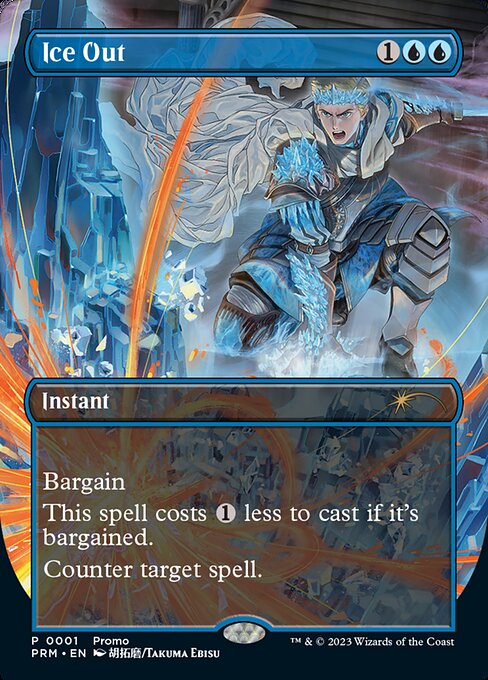 Ice Out 1
Instant
Bargain
This spell costs 1 less to cast if it's
bargained.
Counter target spell.
P 0001 Promo
PRM • EN 胡拓磨/TAKUMA EBISU
™ & © 2023 Wizards of the Coast